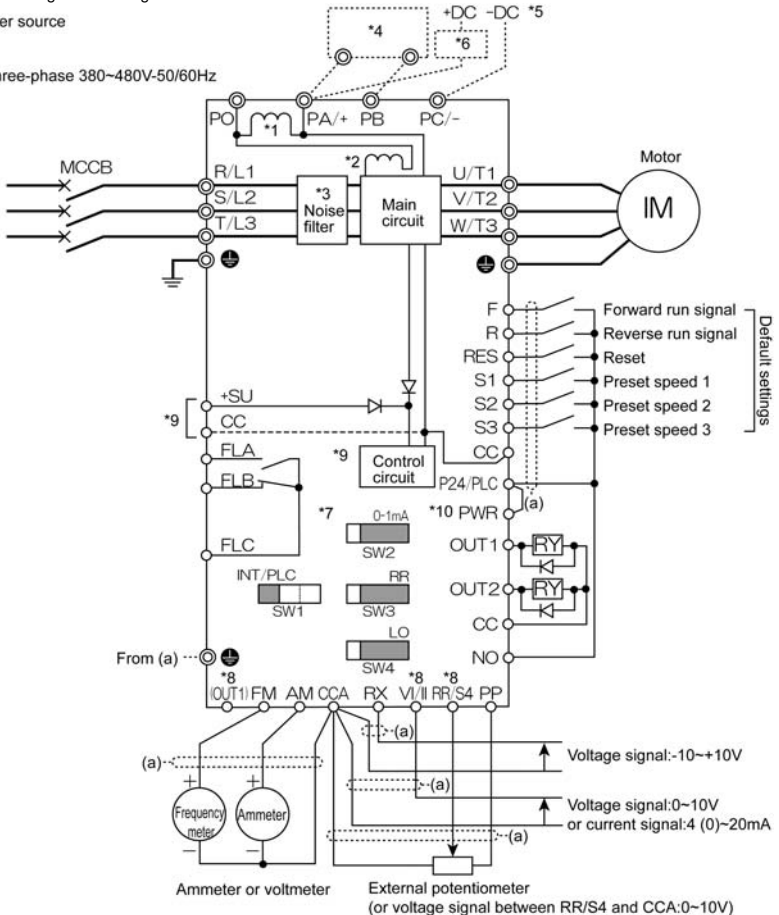 er source
ree-phase 380~480V-50/60Hz
*4
+DC -DC *5
*6
PO
PA/+
PB
PC/-
*1
*2
MCCB
R/L1
S/L2
T/L3
*3
Noise
filter
Main
circuit
U/T1
V/T2
W/T3
Motor
IM
F
R
RES
S1
S2
S3
CC
P24/PLC
*10 PWR
(a)
Forward run signal
Reverse run signal
Reset
Preset speed 1
Preset speed 2
Preset speed 3
Default settings
*9
+SU
CC
FLA
FLB
FLC
*9
Control
circuit
*7
0-1mA
SW2
INT/PLC
SW1
RR
SW3
LO
SW4
OUT1
RY
OUT2
RY
CC
NO
From (a)
*8
*8
*8
(OUT1) FM AM CCA RX VI/II RR/S4 PP
(a)
(a)
(a)
(a)
+
+
Frequency
meter
Ammeter
−
−
Voltage signal:-10~+10V
Voltage signal:0~10V
or current signal:4 (0)~20mA
Ammeter or voltmeter
External potentiometer
(or voltage signal between RR/S4 and CCA:0~10V)